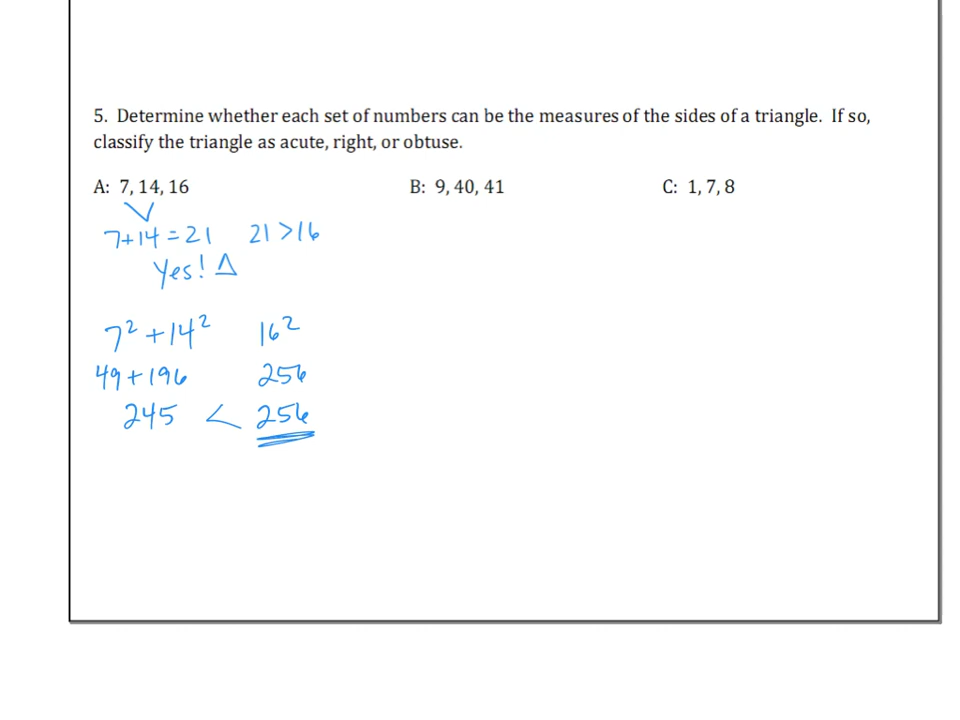 5. Determine whether each set of numbers can be the measures of the sides of a triangle. If so,
classify the triangle as acute, right, or obtuse.
A: 7, 14, 16 B: 9, 40, 41 C: 1, 7, 8
7+14=21 21>16
Yes! Δ
7² + 14² 16²
49+196 256
245 < 256